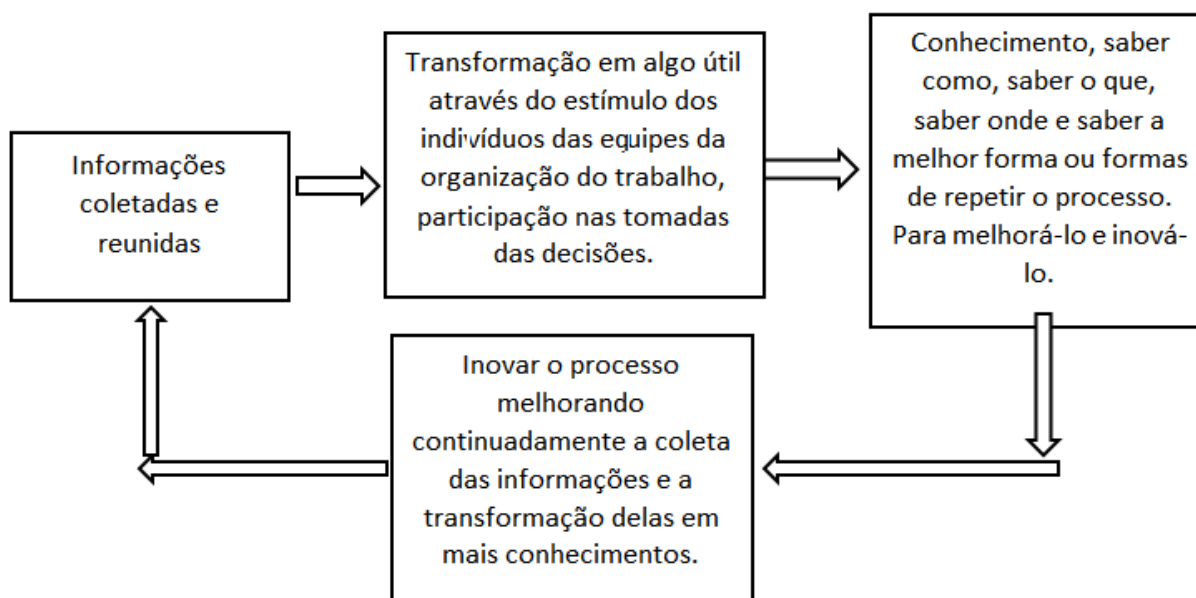 Informações
coletadas e
reunidas
Transformação em algo útil
através do estímulo dos
indivíduos das equipes da
organização do trabalho,
participação nas tomadas
das decisões.
Conhecimento, saber
como, saber o que,
saber onde e saber a
melhor forma ou formas
de repetir o processo.
Para melhorá-lo e inová-
lo.
Inovar o processo
melhorando
continuadamente a coleta
das informações e a
transformação delas em
mais conhecimentos.